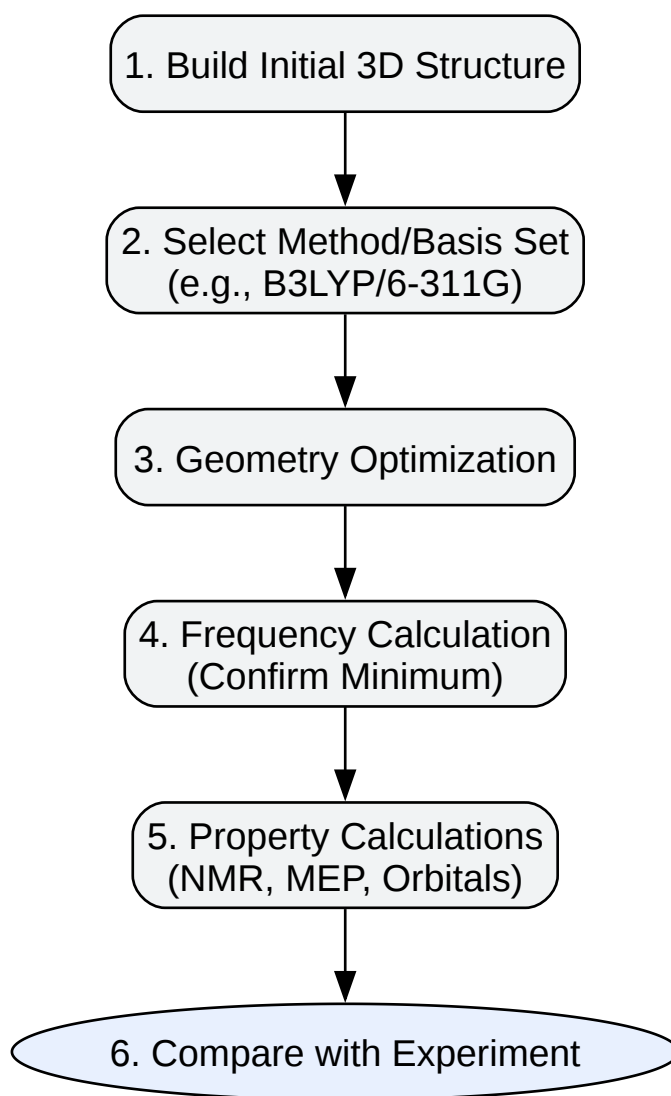 1. Build Initial 3D Structure
2. Select Method/Basis Set
(e.g., B3LYP/6-311G)
3. Geometry Optimization
4. Frequency Calculation
(Confirm Minimum)
5. Property Calculations
(NMR, MEP, Orbitals)
6. Compare with Experiment